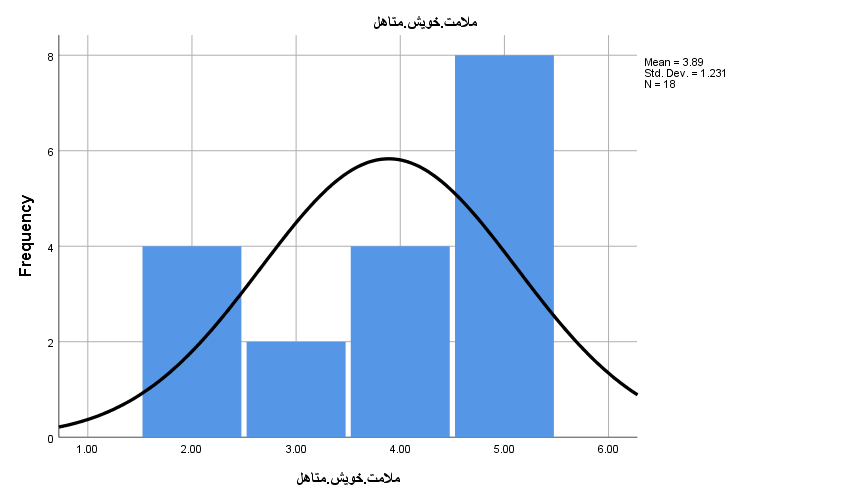 ملامت.خویش.متاهل
Mean = 3.89
Std. Dev. = 1.231
N = 18
8
6
4
2
0
Frequency
1.00 2.00 3.00 4.00 5.00 6.00
ملامت.خویش.متاهل